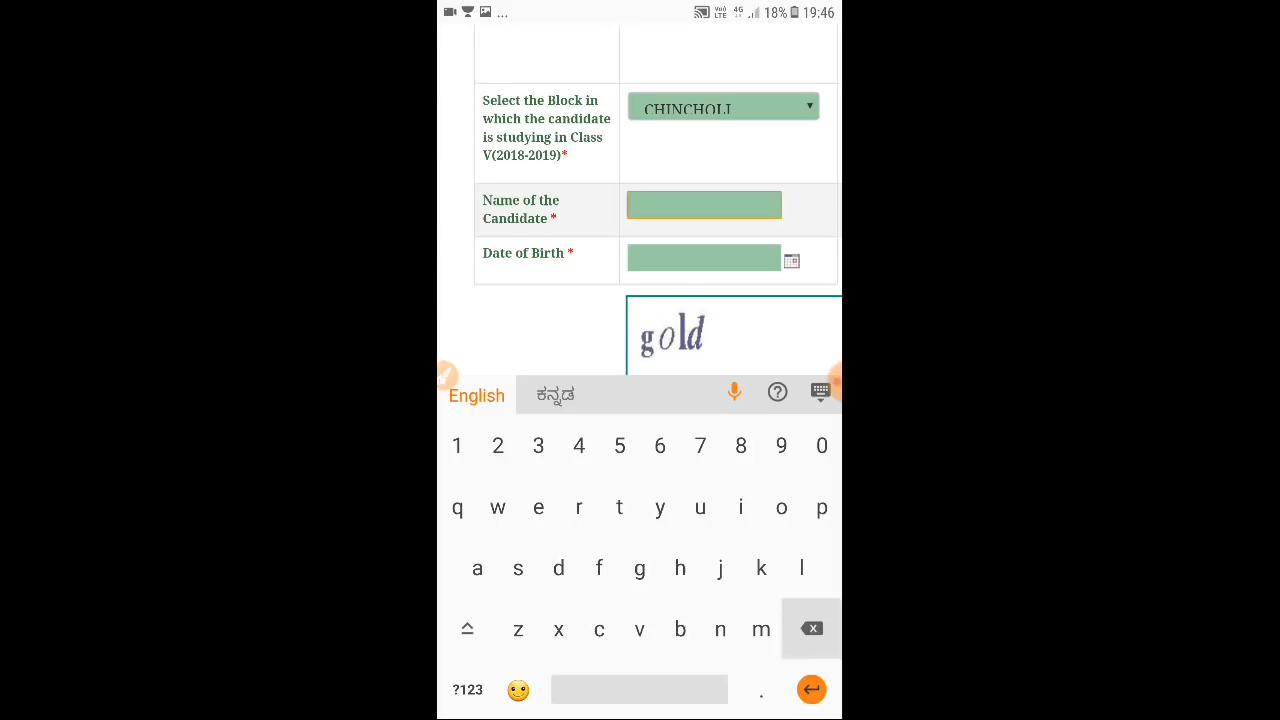 ... 4G 18% 19:46
Select the Block in
which the candidate
is studying in Class
V(2018-2019)*
CHINCHOLI
Name of the
Candidate *
Date of Birth *
gold
English ಕನ್ನಡ
1 2 3 4 5 6 7 8 9 0
q w e r t y u i o p
a s d f g h j k l
z x c v b n m
?123 .